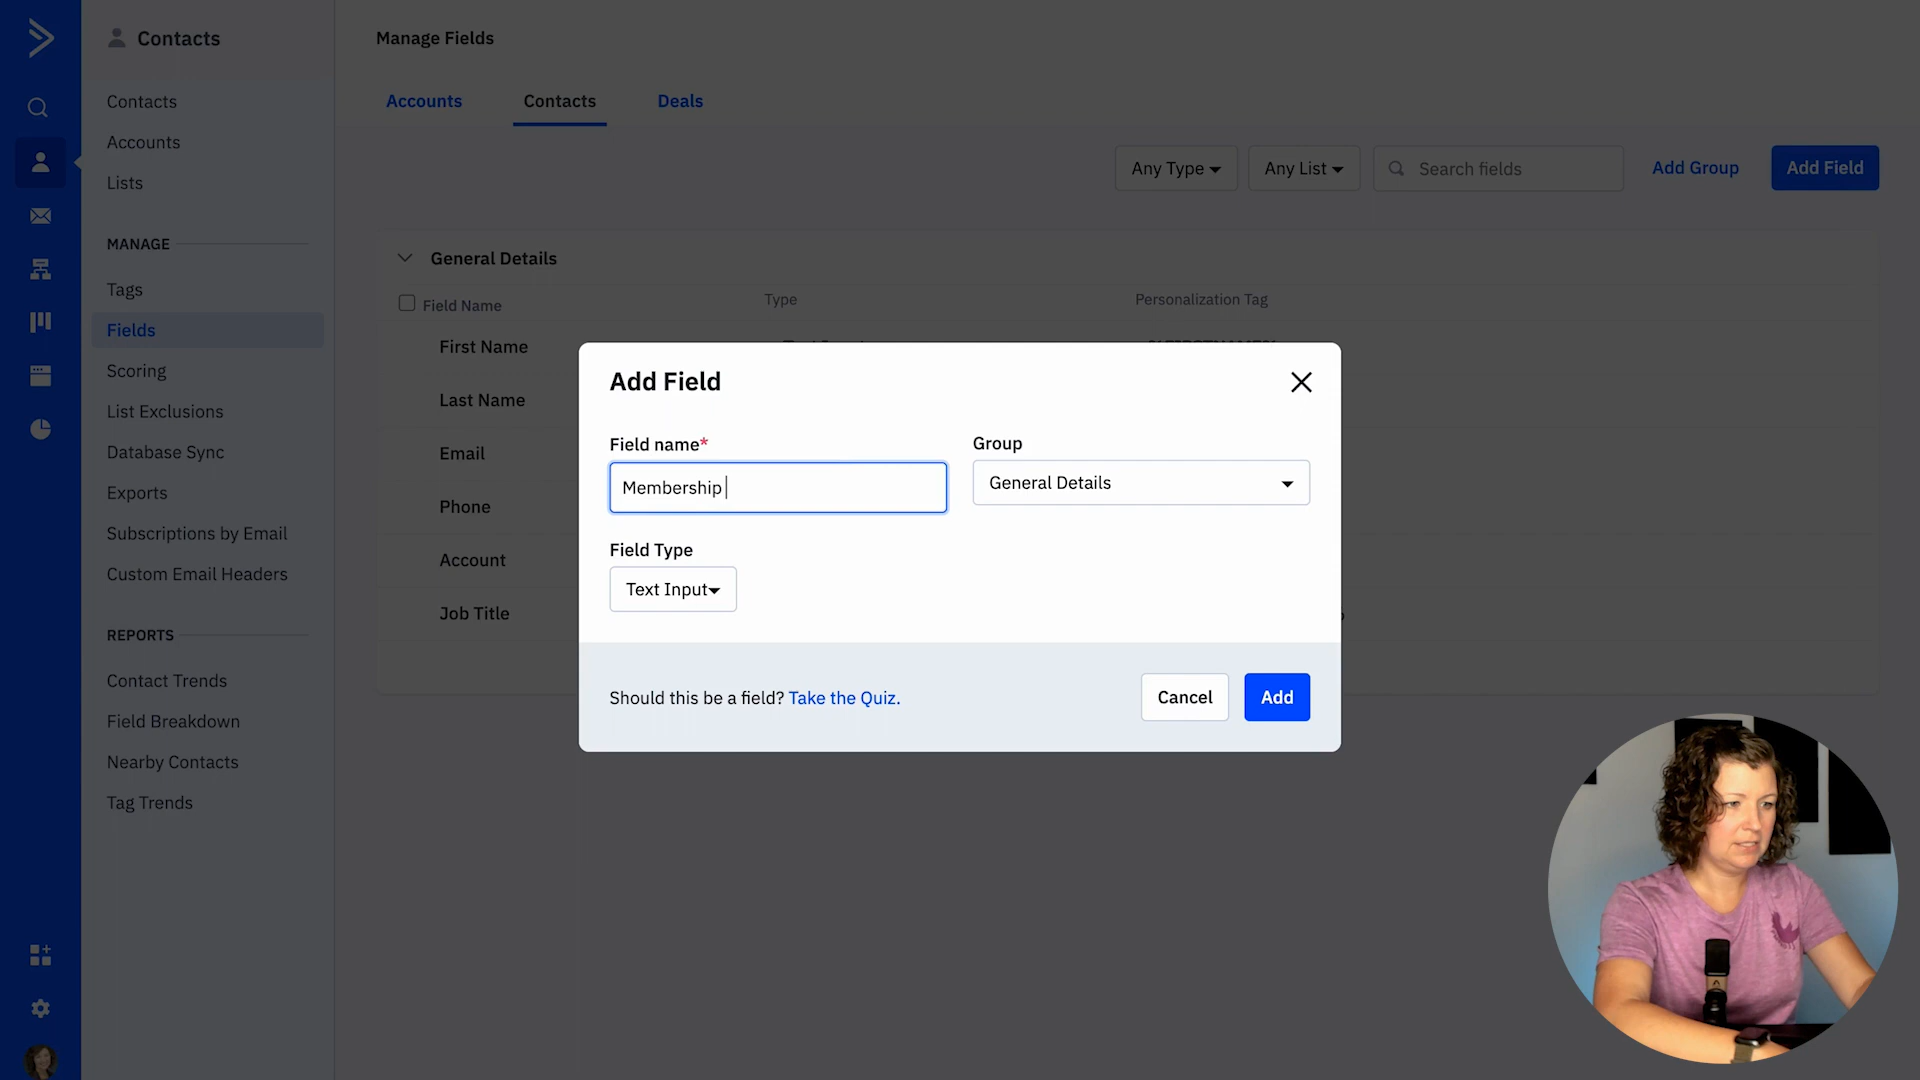 Contacts
Contacts
Accounts
Lists
MANAGE
Tags
Fields
Scoring
List Exclusions
Database Sync
Exports
Subscriptions by Email
Custom Email Headers
REPORTS
Contact Trends
Field Breakdown
Nearby Contacts
Tag Trends
Manage Fields
Accounts
Contacts
Deals
Any Type
Any List
Search fields
Add Group
Add Field
General Details
Field Name
Type
Personalization Tag
First Name
Last Name
Email
Phone
Account
Job Title
Add Field
Field name*
Membership
Group
General Details
Field Type
Text Input
Should this be a field? Take the Quiz.
Cancel
Add